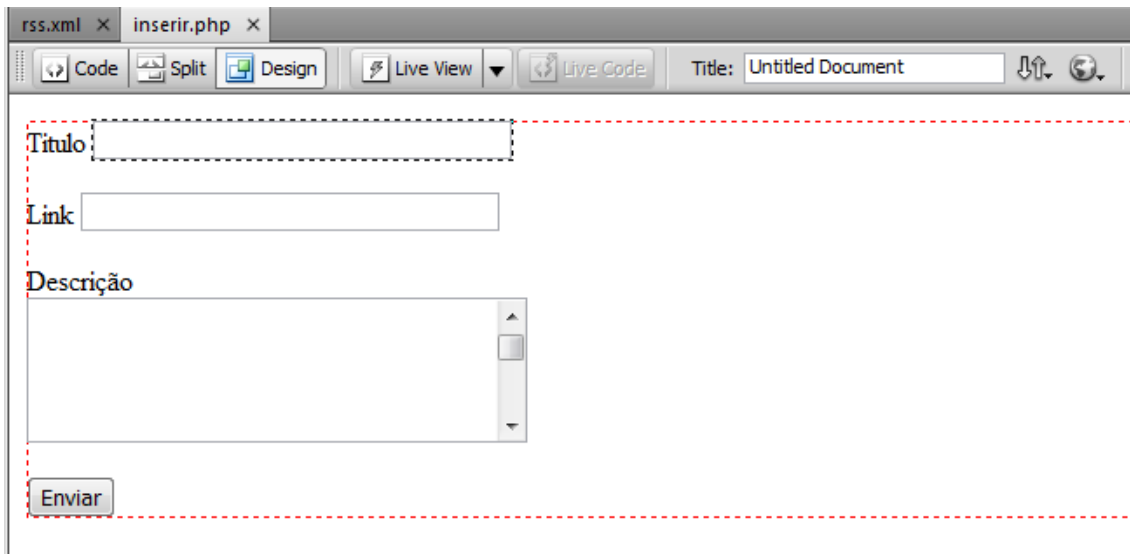 rss.xml × inserir.php ×
Code Split Design Live View Live Code Title: Untitled Document
Titulo
Link
Descrição
Enviar